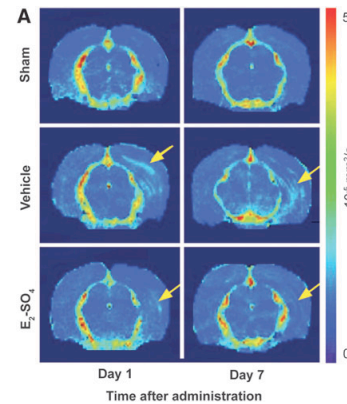 A
5
Sham
Vehicle
E₂-SO₄
0
Day 1
Day 7
Time after administration